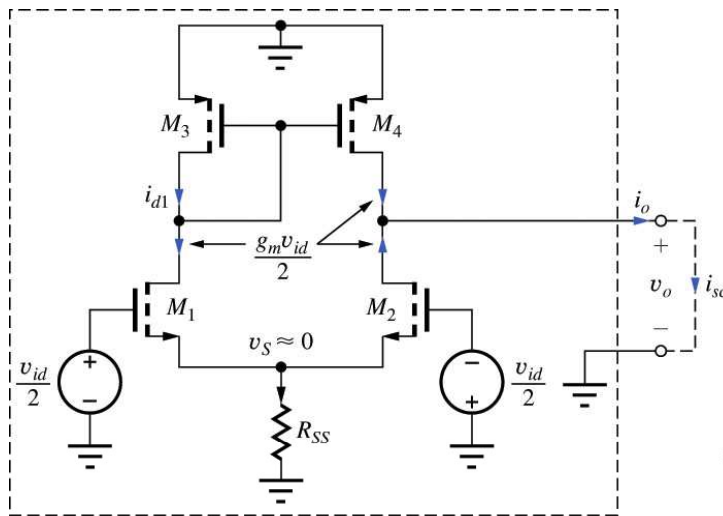 M3
M4
id1
io
gmvid
2
+
vo
−
isc
M1
M2
vS ≈ 0
vid
2
+
−
RSS
−
+
vid
2